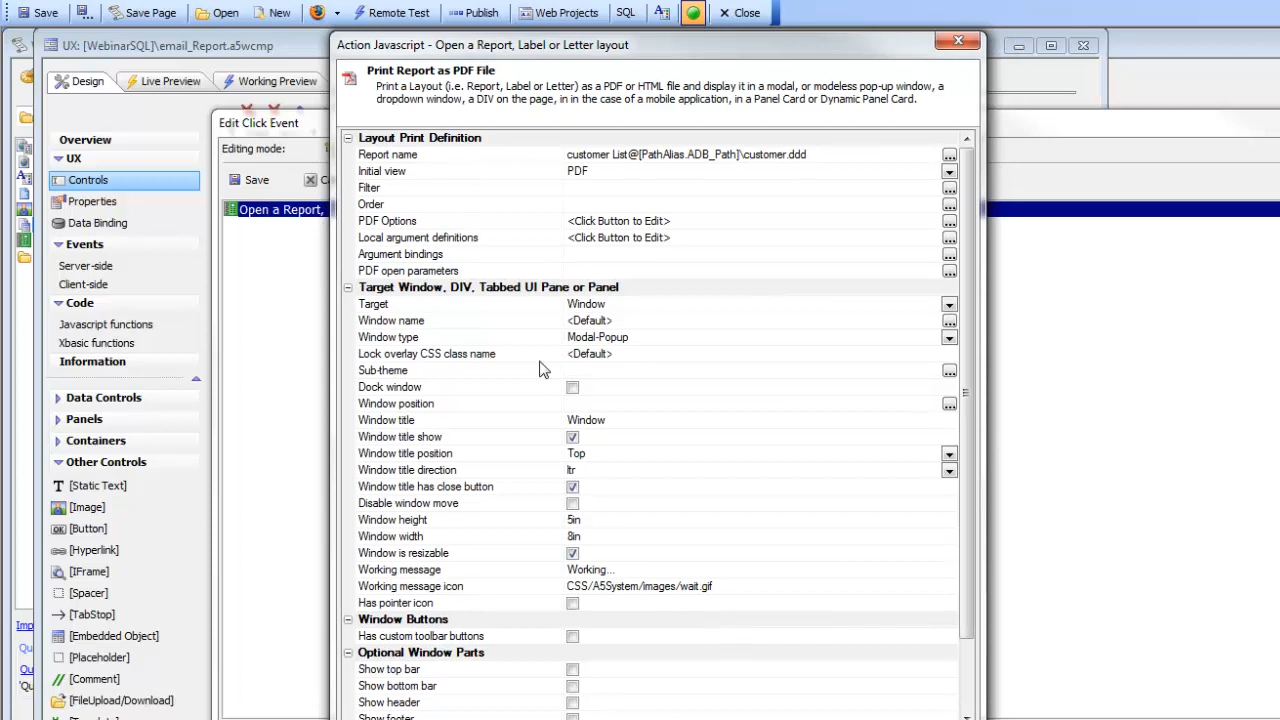 Save Save Page Open New Remote Test Publish Web Projects SQL Close
UX: [WebinarSQL]\email_Report.a5wcmp
Design Live Preview Working Preview
Edit Click Event
Editing mode:
Save
Open a Report,
Overview
UX
Controls
Properties
Data Binding
Events
Server-side
Client-side
Code
Javascript functions
Xbasic functions
Information
Data Controls
Panels
Containers
Other Controls
[Static Text]
[Image]
[Button]
[Hyperlink]
[IFrame]
[Spacer]
[TabStop]
[Embedded Object]
[Placeholder]
[Comment]
[FileUpload/Download]
Action Javascript - Open a Report, Label or Letter layout
Print Report as PDF File
Print a Layout (i.e. Report, Label or Letter) as a PDF or HTML file and display it in a modal, or modeless pop-up window, a
dropdown window, a DIV on the page, in in the case of a mobile application, in a Panel Card or Dynamic Panel Card.
Layout Print Definition
Report name customer List@[PathAlias.ADB_Path]\customer.ddd
Initial view PDF
Filter
Order
PDF Options <Click Button to Edit>
Local argument definitions <Click Button to Edit>
Argument bindings
PDF open parameters
Target Window, DIV, Tabbed UI Pane or Panel
Target Window
Window name <Default>
Window type Modal-Popup
Lock overlay CSS class name <Default>
Sub-theme
Dock window
Window position
Window title Window
Window title show
Window title position Top
Window title direction ltr
Window title has close button
Disable window move
Window height 5in
Window width 8in
Window is resizable
Working message Working...
Working message icon CSS/A5System/Images/wait.gif
Has pointer icon
Window Buttons
Has custom toolbar buttons
Optional Window Parts
Show top bar
Show bottom bar
Show header
Show footer